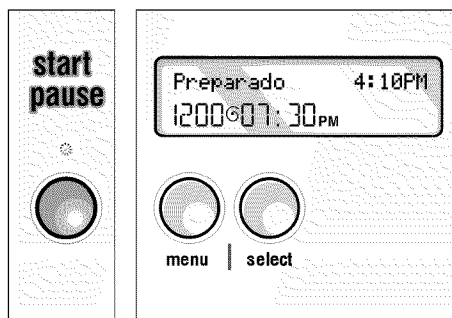 start
pause
Preparado 4:10PM
1200 07:30PM
menu | select